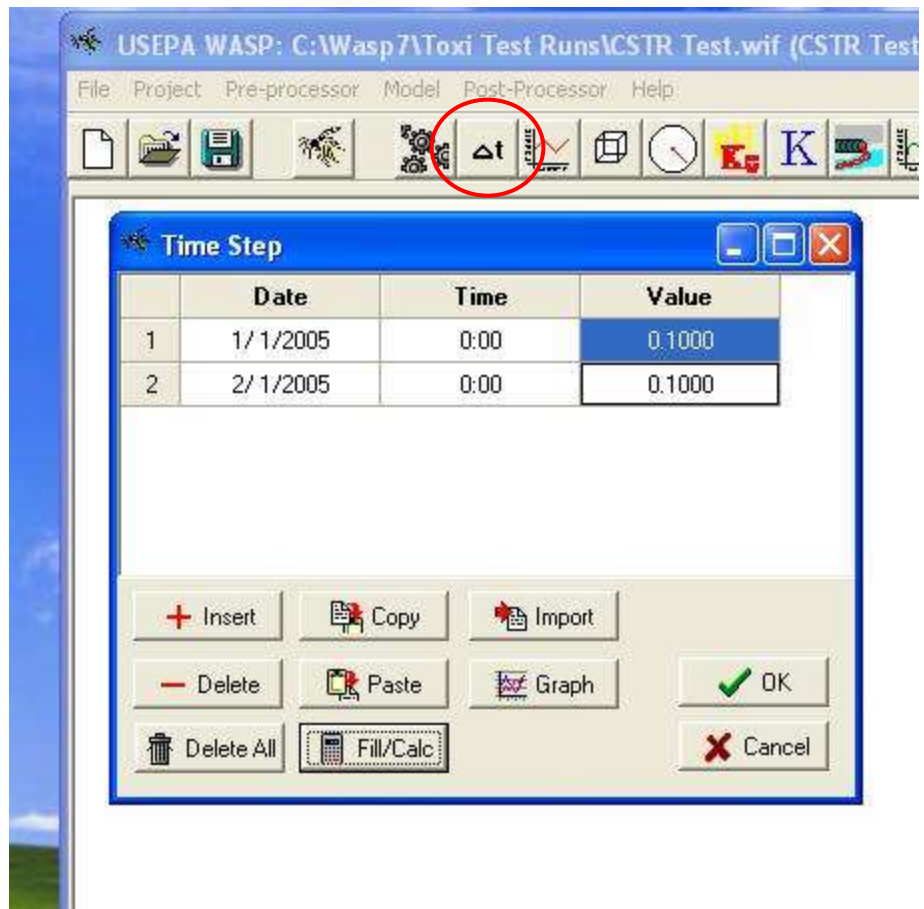 USEPA WASP: C:\Wasp7\Toxi Test Runs\CSTR Test.wif (CSTR Test
File Project Pre-processor Model Post-Processor Help
Δt K
Time Step
Date Time Value
1 1/ 1/2005 0:00 0.1000
2 2/ 1/2005 0:00 0.1000
+ Insert Copy Import
− Delete Paste Graph OK
Delete All Fill/Calc Cancel